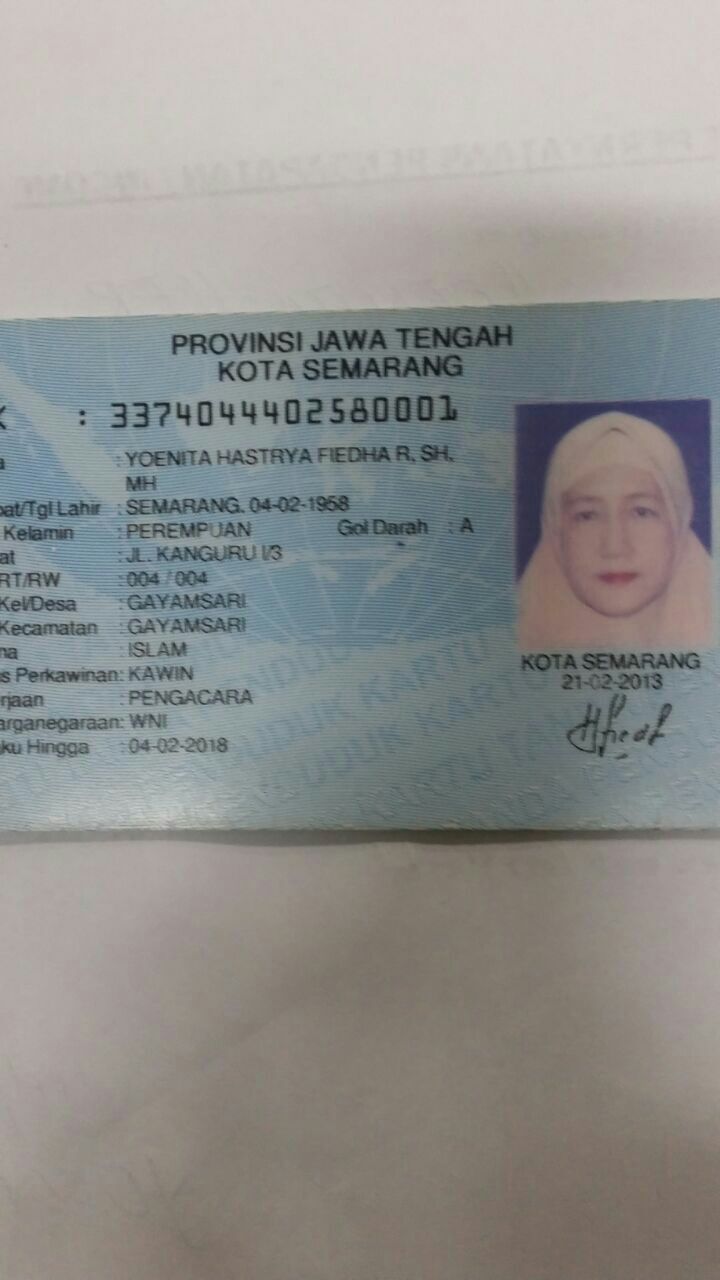 PROVINSI JAWA TENGAH
KOTA SEMARANG
: 3374044402580001
: YOENITA HASTRYA FIEDHA R, SH,
MH
pat/Tgl Lahir : SEMARANG, 04-02-1958
Kelamin : PEREMPUAN Gol Darah : A
at : JL. KANGURU I/3
RT/RW : 004 / 004
Kel/Desa : GAYAMSARI
Kecamatan : GAYAMSARI
na : ISLAM
s Perkawinan: KAWIN
rjaan : PENGACARA
arganegaraan: WNI
ku Hingga : 04-02-2018
KOTA SEMARANG
21-02-2013